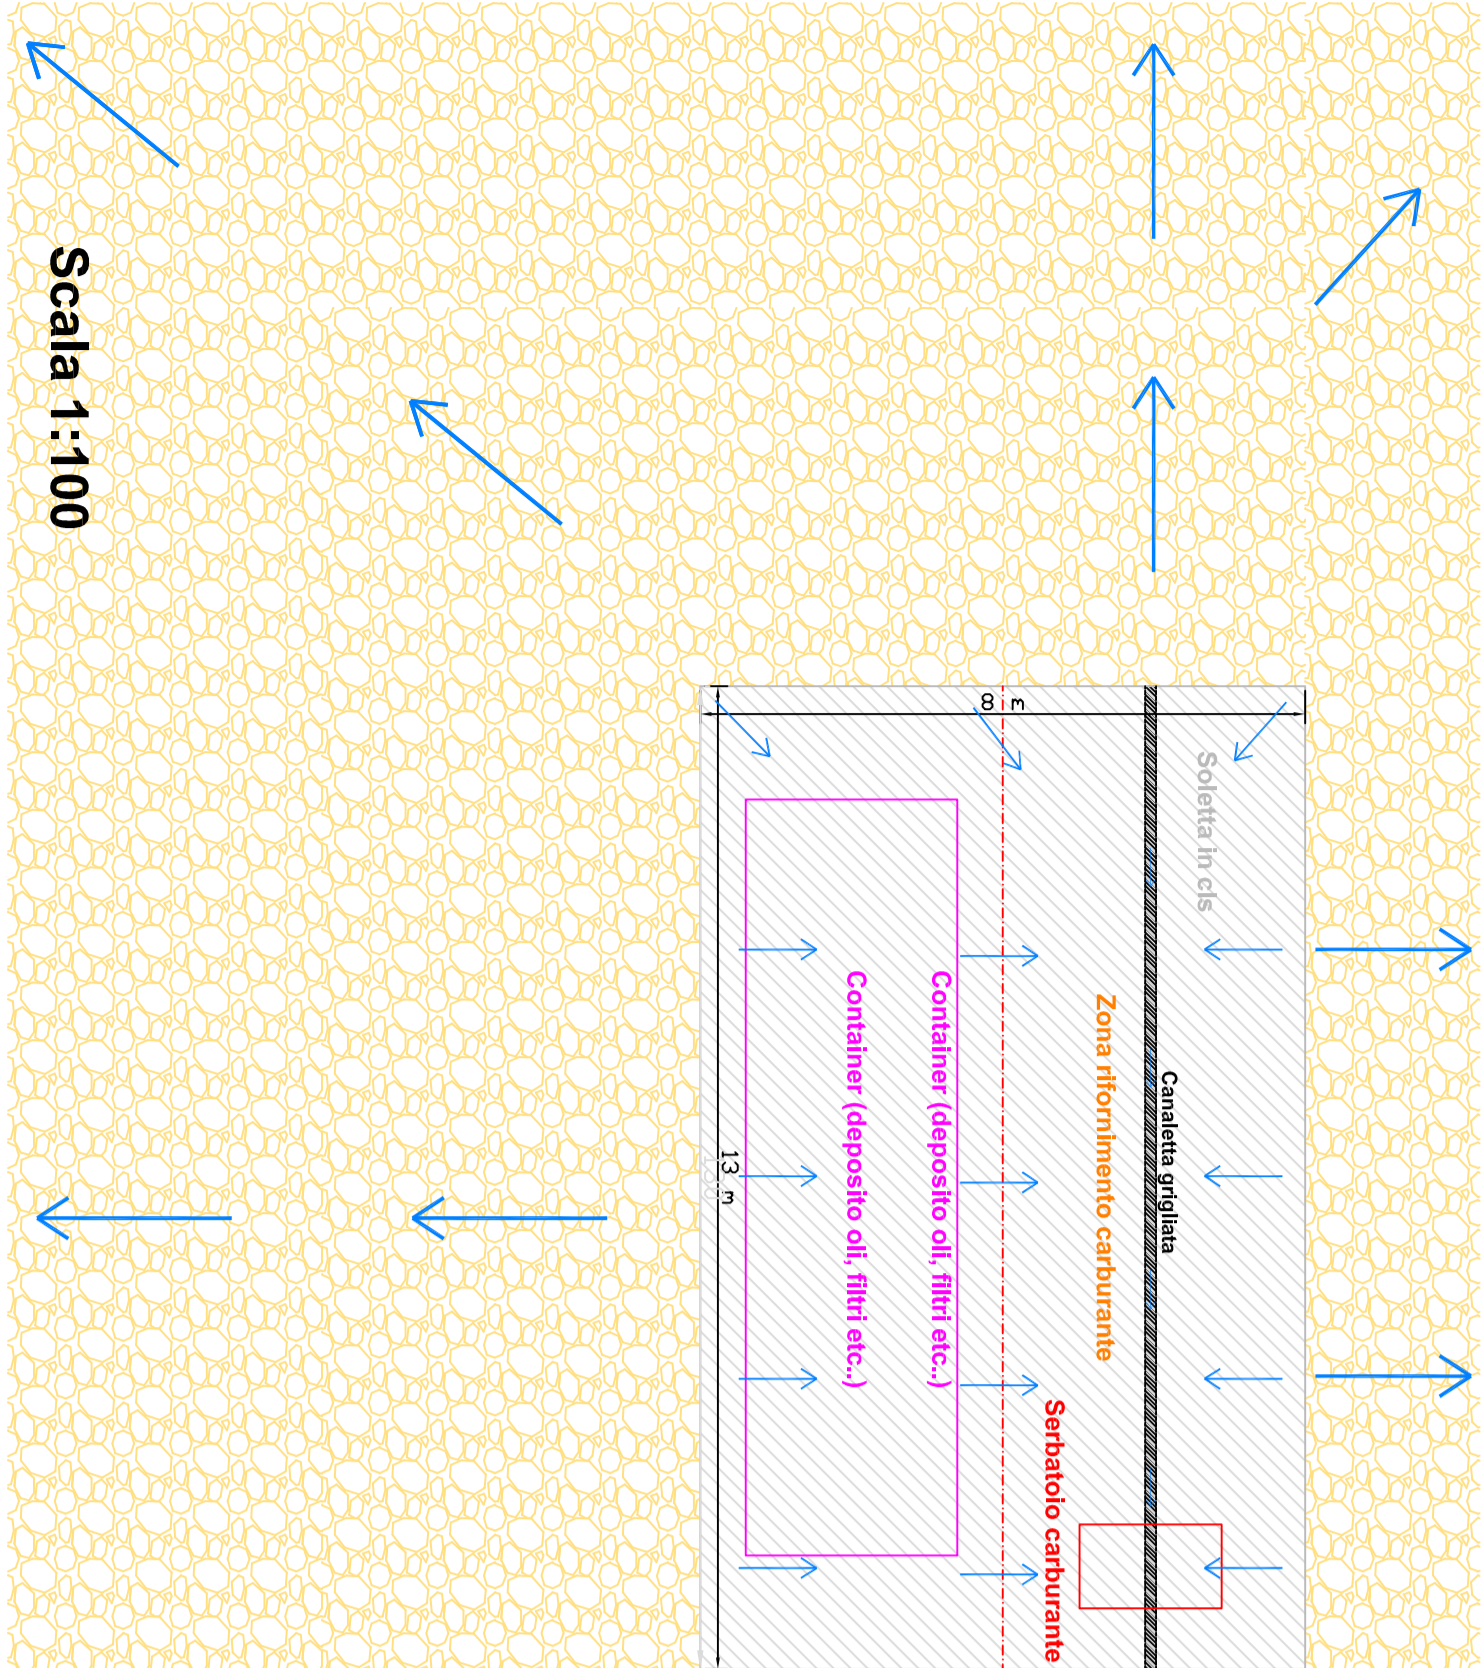 Scala 1:100
8 m
Soletta in cls
Canaletta grigliata
Zona rifornimento carburante
Serbatoio carburante
Container (deposito oli, filtri etc..)
Container (deposito oli, filtri etc..)
13 m